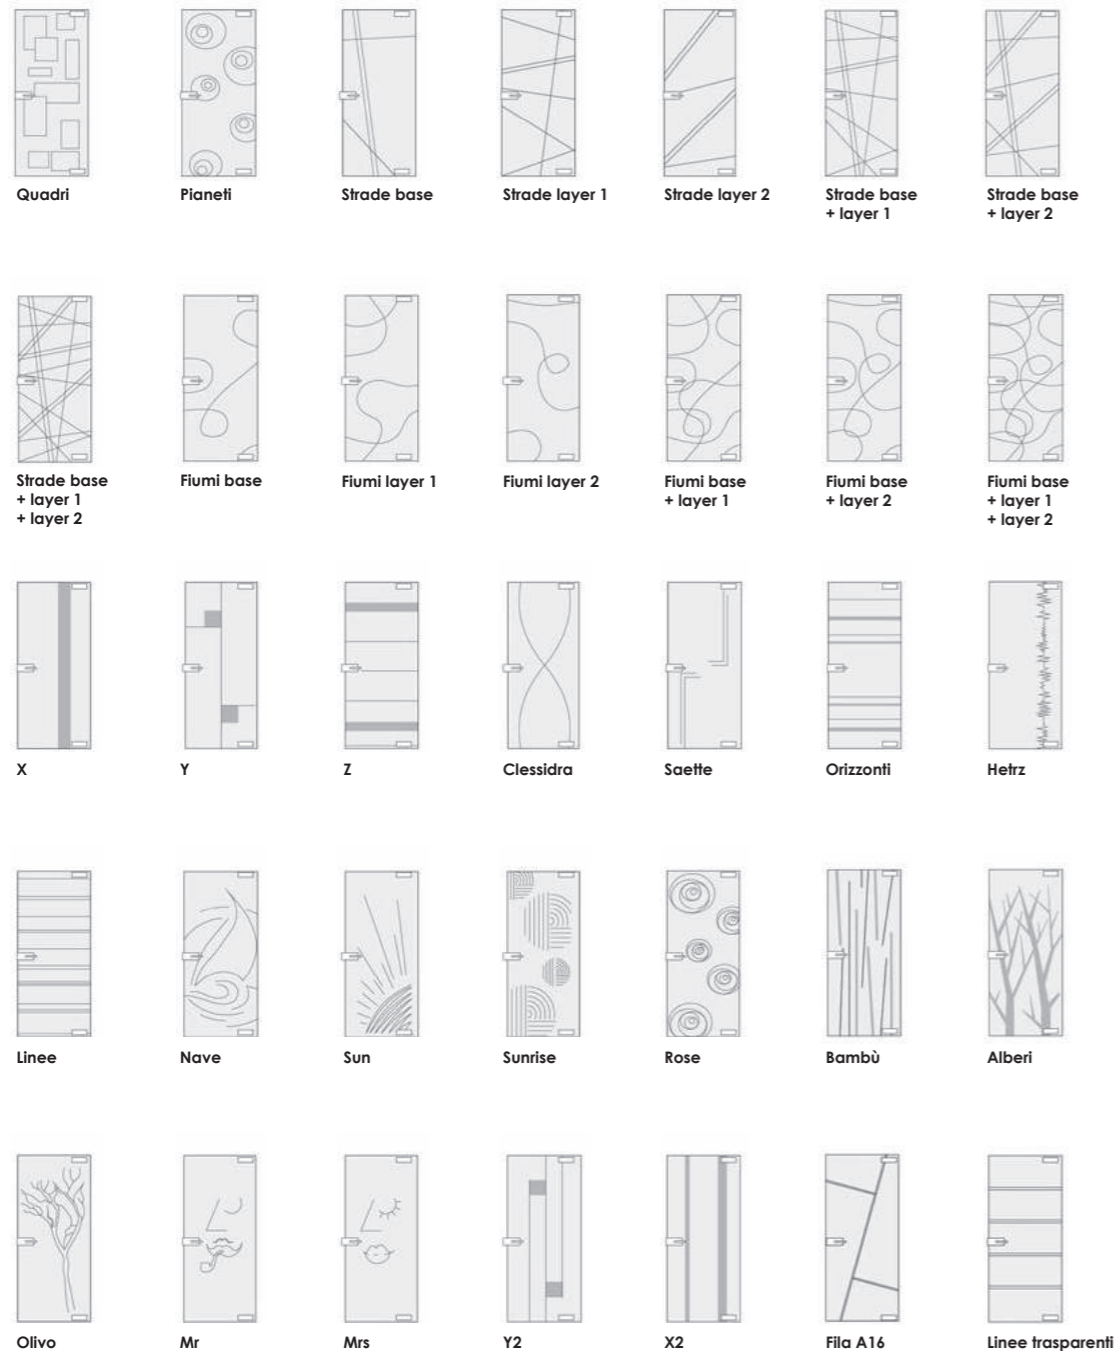 Quadri
Pianeti
Strade base
Strade layer 1
Strade layer 2
Strade base
+ layer 1
Strade base
+ layer 2
Strade base
+ layer 1
+ layer 2
Fiumi base
Fiumi layer 1
Fiumi layer 2
Fiumi base
+ layer 1
Fiumi base
+ layer 2
Fiumi base
+ layer 1
+ layer 2
X
Y
Z
Clessidra
Saette
Orizzonti
Hetrz
Linee
Nave
Sun
Sunrise
Rose
Bambù
Alberi
Olivo
Mr
Mrs
Y2
X2
Fila A16
Linee trasparenti